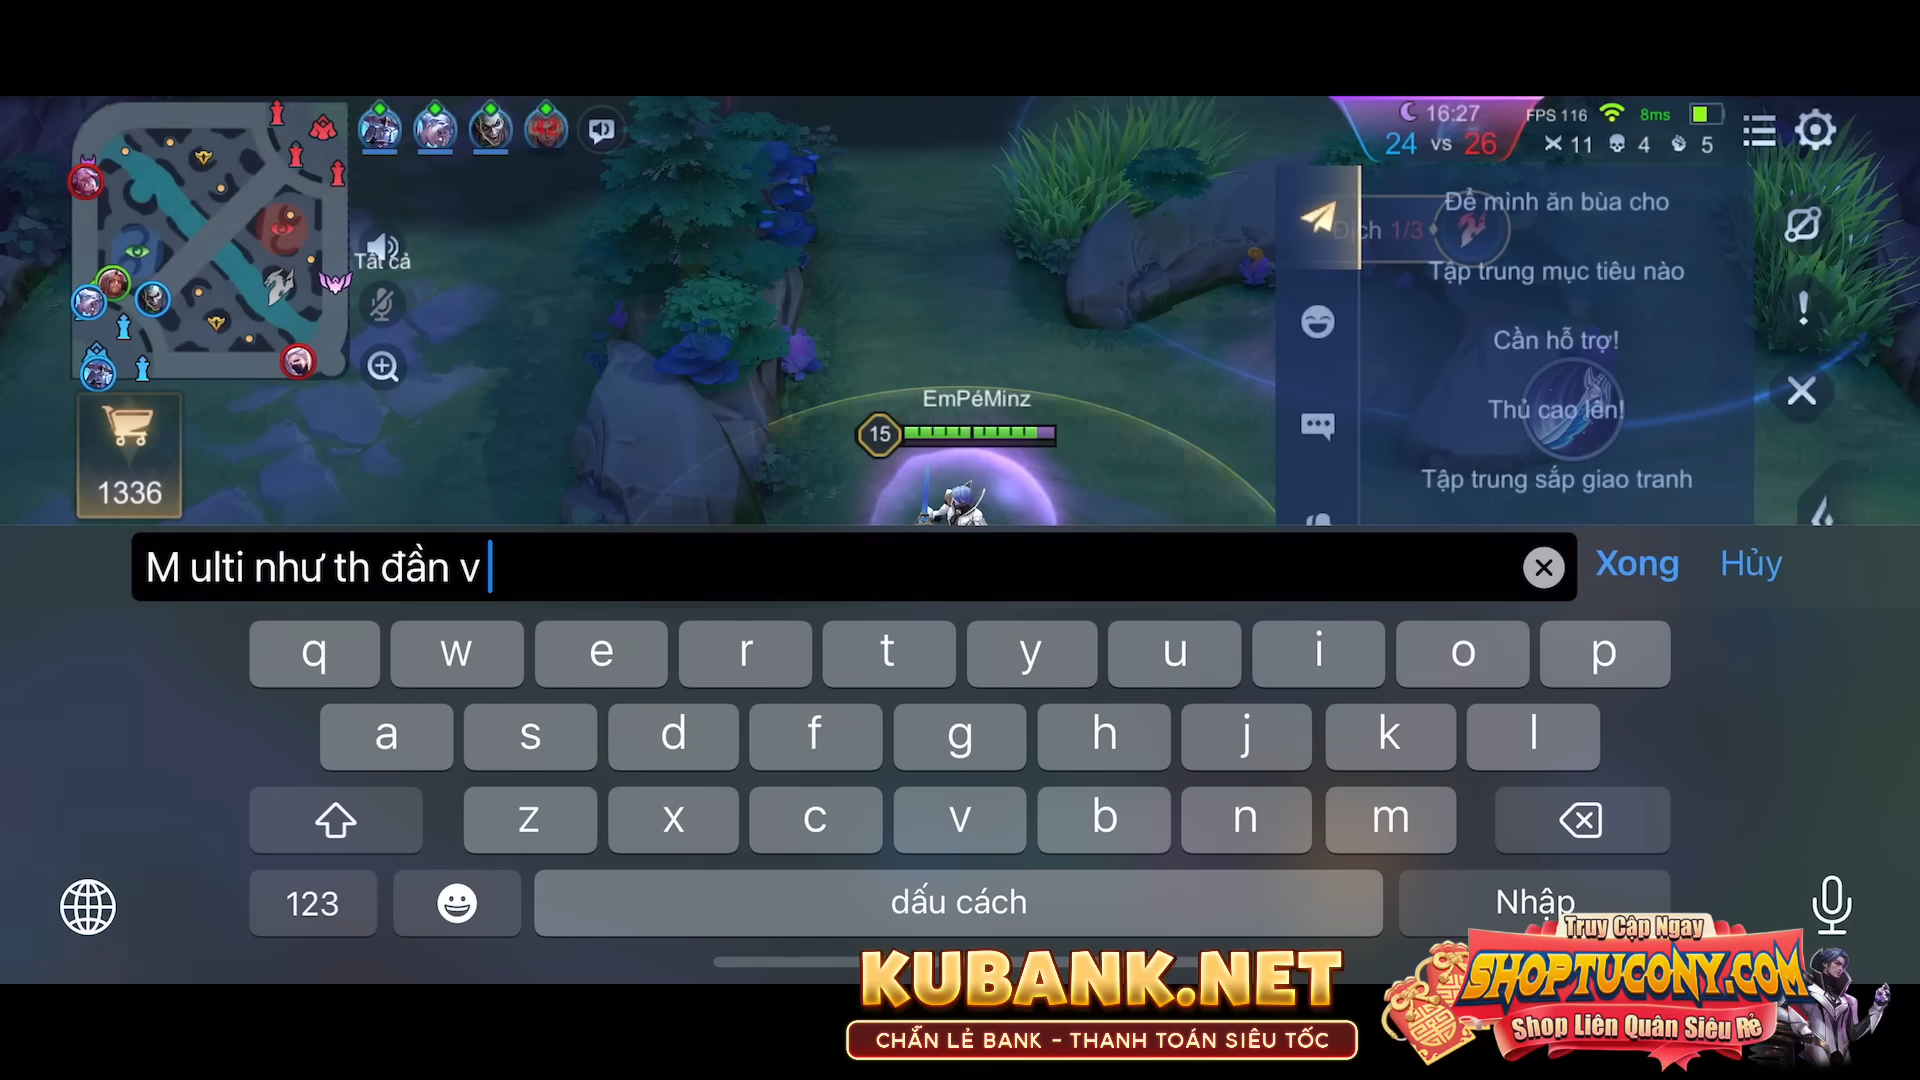 16:27
FPS 116
8ms
24 vs 26
11
4
5
Để mình ăn bùa cho
Đích 1/3
Tất cả
Tập trung mục tiêu nào
Cần hỗ trợ!
EmPéMinz
Thủ cao lên!
15
Tập trung sắp giao tranh
1336
M ulti như th đần v
Xong
Hủy
q w e r t y u i o p
a s d f g h j k l
z x c v b n m
123
dấu cách
Nhập
Truy Cập Ngay
KUBANK.NET
SHOPTUCONY.COM
CHẴN LẺ BANK - THANH TOÁN SIÊU TỐC
Shop Liên Quân Siêu Rẻ